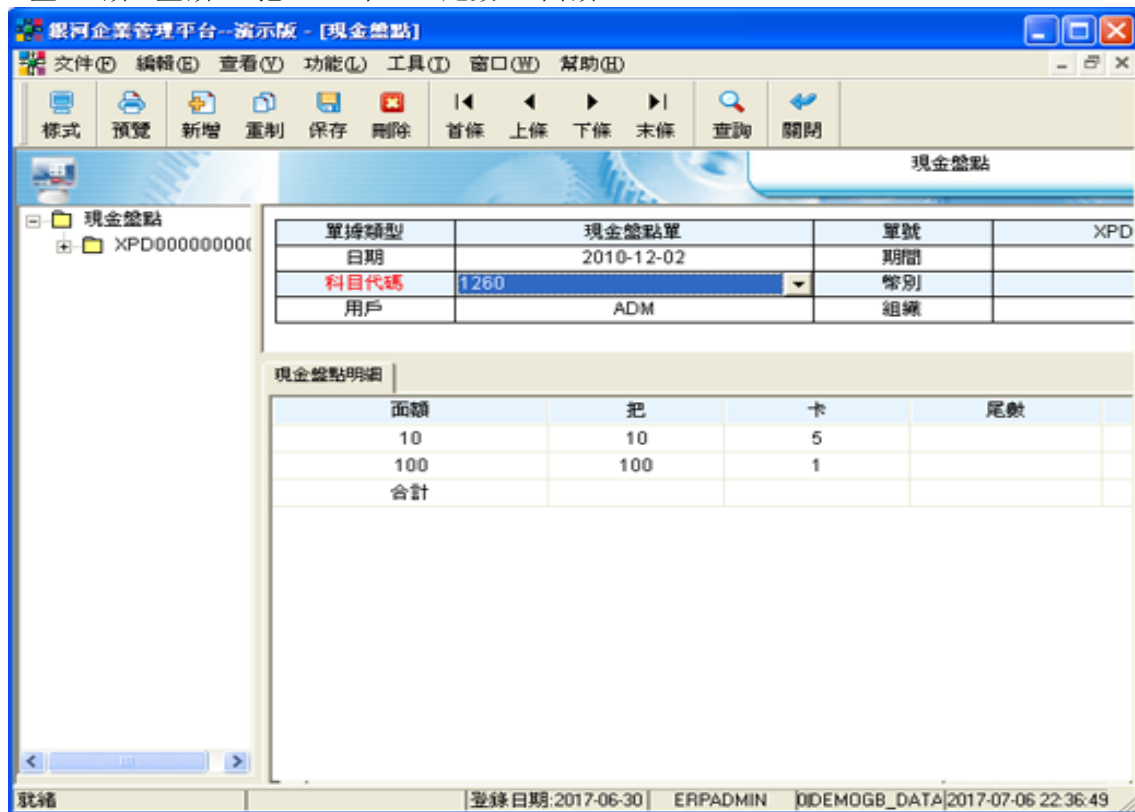 銀河企業管理平台--演示版 - [現金盤點]
文件(F) 編輯(E) 查看(V) 功能(L) 工具(T) 窗口(W) 幫助(H)
樣式 預覽 新增 重制 保存 刪除 首條 上條 下條 末條 查詢 關閉
現金盤點
現金盤點
XPD000000000
單據類型 現金盤點單 單號 XPD
日期 2010-12-02 期間
科目代碼 1260 幣別
用戶 ADM 組織
現金盤點明細
面額 把 卡 尾數
10 10 5
100 100 1
合計
就緒 登錄日期:2017-06-30 ERPADMIN DEMOGB_DATA 2017-07-06 22:36:49